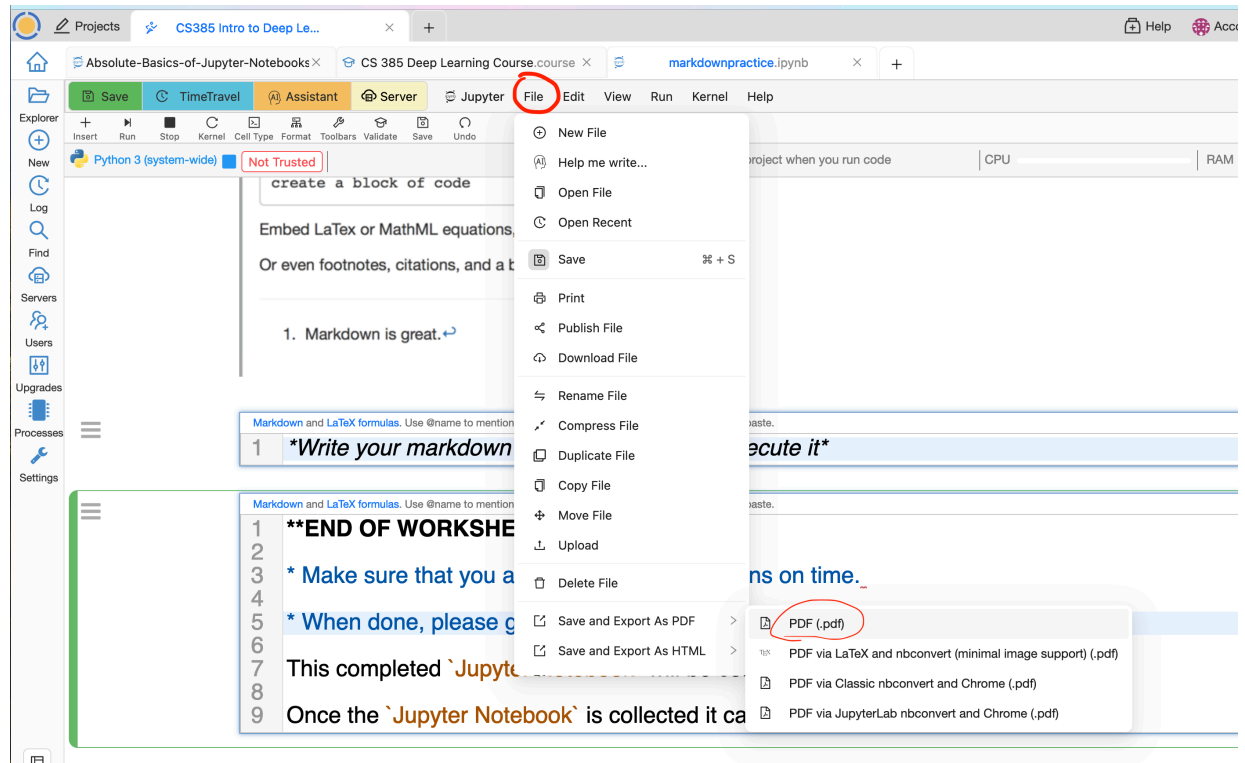 Projects
CS385 Intro to Deep Le...
Help
Acco
Absolute-Basics-of-Jupyter-Notebooks
CS 385 Deep Learning Course.course
markdownpractice.ipynb
Save
TimeTravel
Assistant
Server
Jupyter
File
Edit
View
Run
Kernel
Help
Explorer
New
Log
Find
Servers
Users
Upgrades
Processes
Settings
Insert
Run
Stop
Kernel
Cell Type
Format
Toolbars
Validate
Save
Undo
Python 3 (system-wide)
Not Trusted
project when you run code
CPU
RAM
create a block of code
Embed LaTex or MathML equations,
Or even footnotes, citations, and a b
1. Markdown is great.↩
Markdown and LaTeX formulas. Use @name to mention
paste.
1 *Write your markdown
ecute it*
Markdown and LaTeX formulas. Use @name to mention
paste.
1 **END OF WORKSHE
2
3 * Make sure that you a
ns on time.
4
5 * When done, please g
6
7 This completed `Jupyte
8
9 Once the `Jupyter Notebook` is collected it ca
New File
Help me write...
Open File
Open Recent
Save ⌘ + S
Print
Publish File
Download File
Rename File
Compress File
Duplicate File
Copy File
Move File
Upload
Delete File
Save and Export As PDF >
Save and Export As HTML >
PDF (.pdf)
PDF via LaTeX and nbconvert (minimal image support) (.pdf)
PDF via Classic nbconvert and Chrome (.pdf)
PDF via JupyterLab nbconvert and Chrome (.pdf)